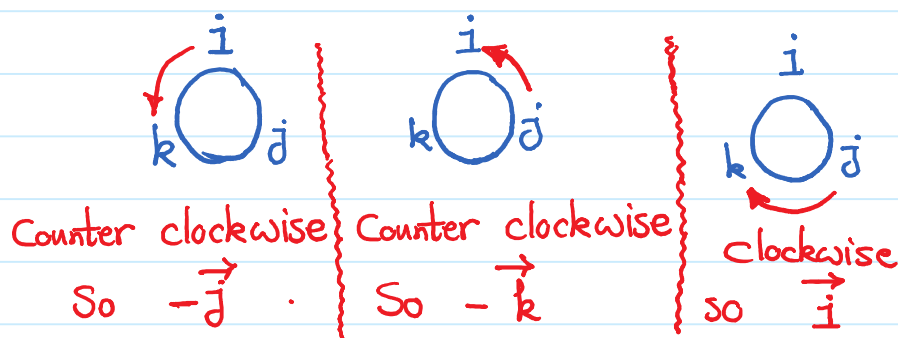 i
k j
Counter clockwise
So -j
i
k j
Counter clockwise
So - k
i
k j
Clockwise
so i